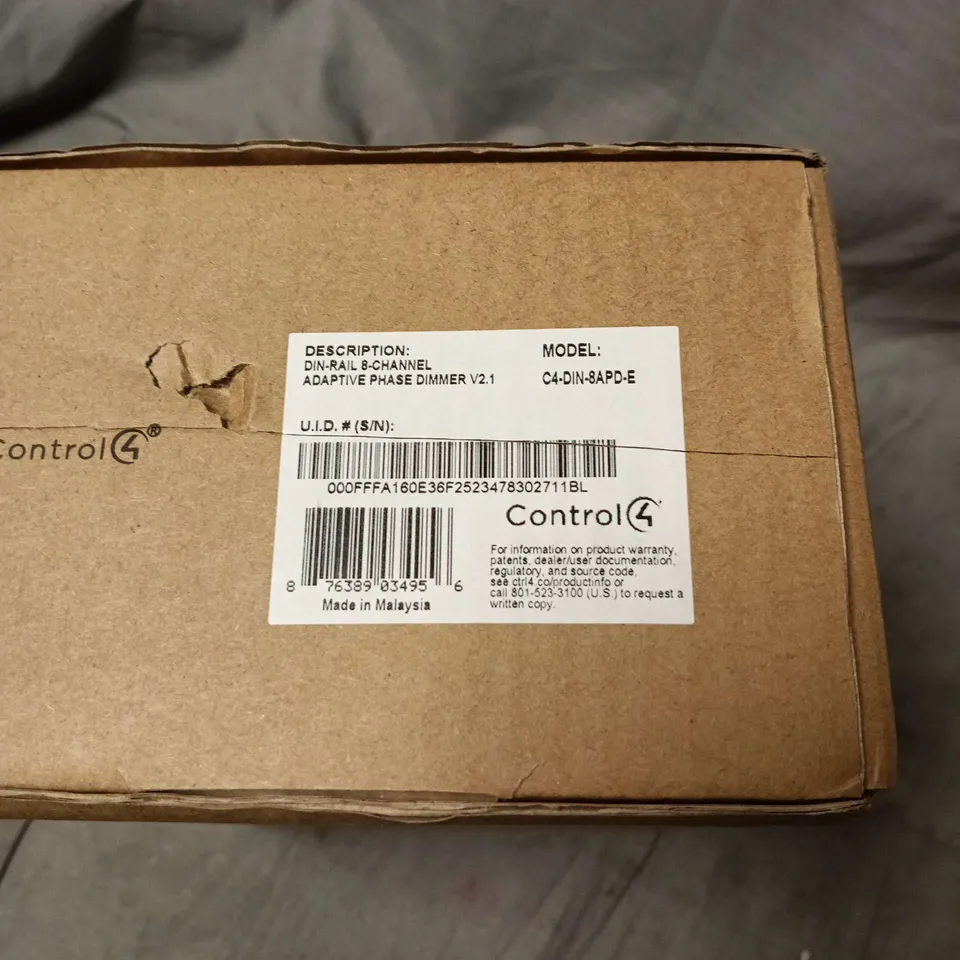 DESCRIPTION:
DIN-RAIL 8-CHANNEL
ADAPTIVE PHASE DIMMER V2.1
MODEL:
C4-DIN-8APD-E
U.I.D. # (S/N):
000FFFA160E36F2523478302711BL
Control4®
Control4
8 76389 03495 6
Made in Malaysia
For information on product warranty,
patents, dealer/user documentation,
regulatory, and source code,
see ctrl4.co/productinfo or
call 801-523-3100 (U.S.) to request a
written copy.